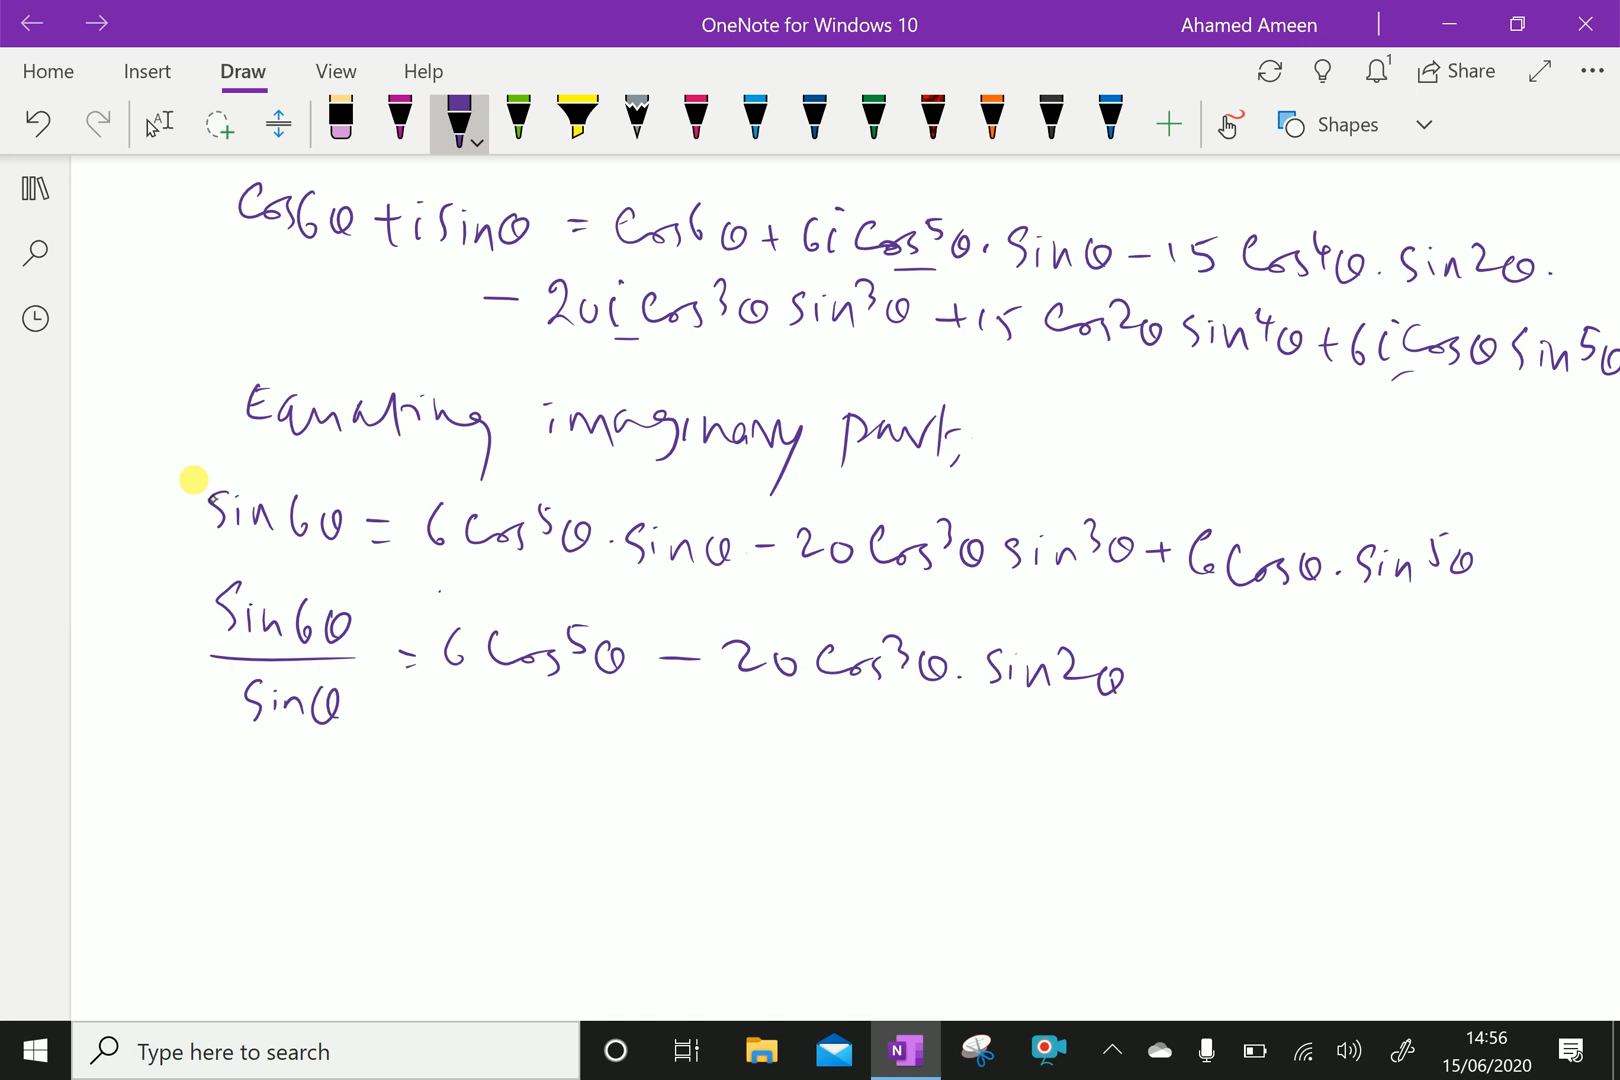 OneNote for Windows 10
Ahamed Ameen
Home Insert Draw View Help
1 Share
Shapes
Cos6θ + i Sinθ = Cos6θ + 6i Cos⁵θ . Sinθ - 15 Cos⁴θ . Sin2θ .
- 20i Cos³θ sin³θ + 15 Cos2θ Sin⁴θ + 6i Cosθ Sin5θ
Equating imaginary part,
Sin6θ = 6 Cos⁵θ . Sinθ - 20 Cos³θ Sin³θ + 6 Cosθ . Sin5θ
Sin6θ
/Sinθ = 6 Cos⁵θ - 20 Cos³θ . Sin2θ
Type here to search
14:56
15/06/2020